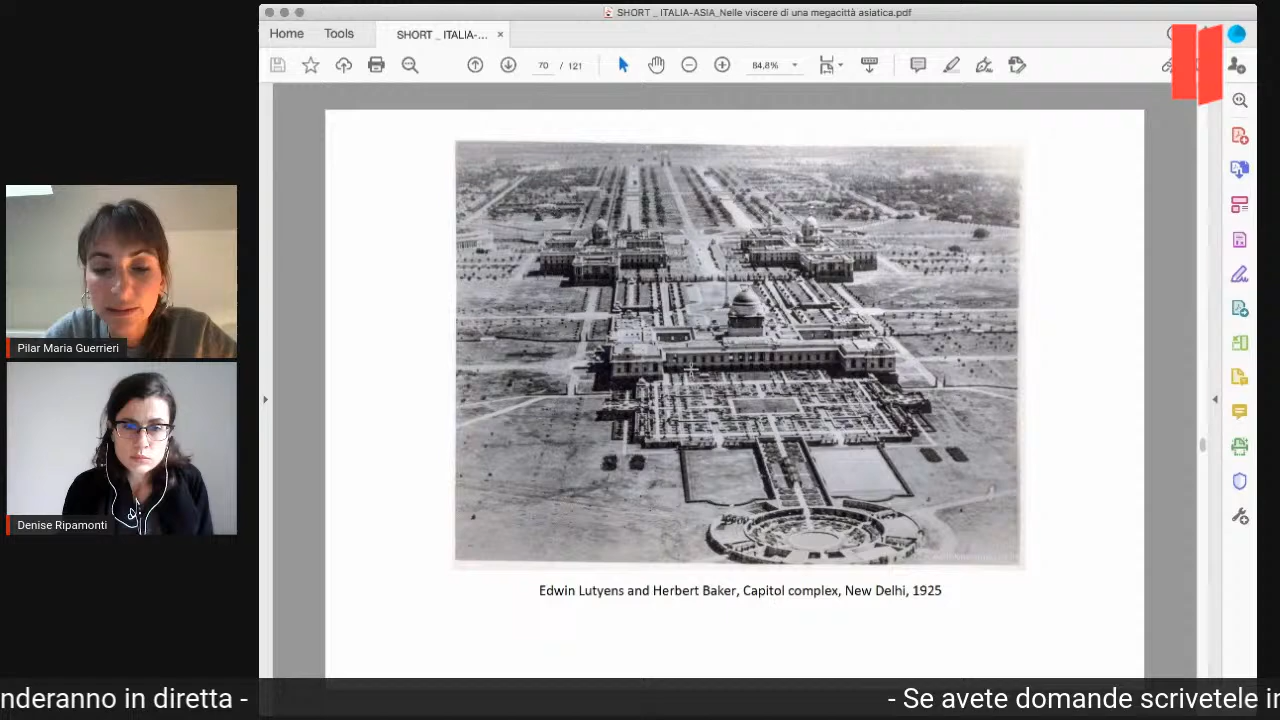 SHORT _ ITALIA-ASIA_Nelle viscere di una megacittà asiatica.pdf
Home Tools SHORT _ ITALIA-... ×
70 / 121 84,8%
Pilar Maria Guerrieri
Denise Ripamonti
Edwin Lutyens and Herbert Baker, Capitol complex, New Delhi, 1925
nderanno in diretta - - Se avete domande scrivetele in